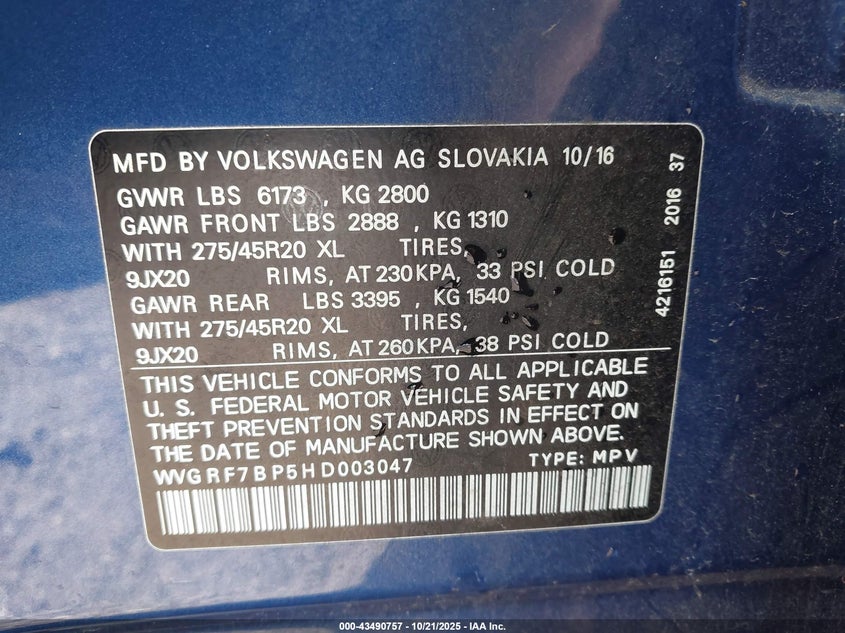 MFD BY VOLKSWAGEN AG SLOVAKIA 10/16
GVWR LBS 6173 , KG 2800
GAWR FRONT LBS 2888 , KG 1310
WITH 275/45R20 XL TIRES,
9JX20 RIMS, AT 230 KPA, 33 PSI COLD
GAWR REAR LBS 3395 , KG 1540
WITH 275/45R20 XL TIRES,
9JX20 RIMS, AT 260 KPA, 38 PSI COLD
THIS VEHICLE CONFORMS TO ALL APPLICABLE
U. S. FEDERAL MOTOR VEHICLE SAFETY AND
THEFT PREVENTION STANDARDS IN EFFECT ON
THE DATE OF MANUFACTURE SHOWN ABOVE.
WVGRF7BP5HD003047 TYPE: MPV
4216151 2016 37
000-43490757 - 10/21/2025 - IAA Inc.